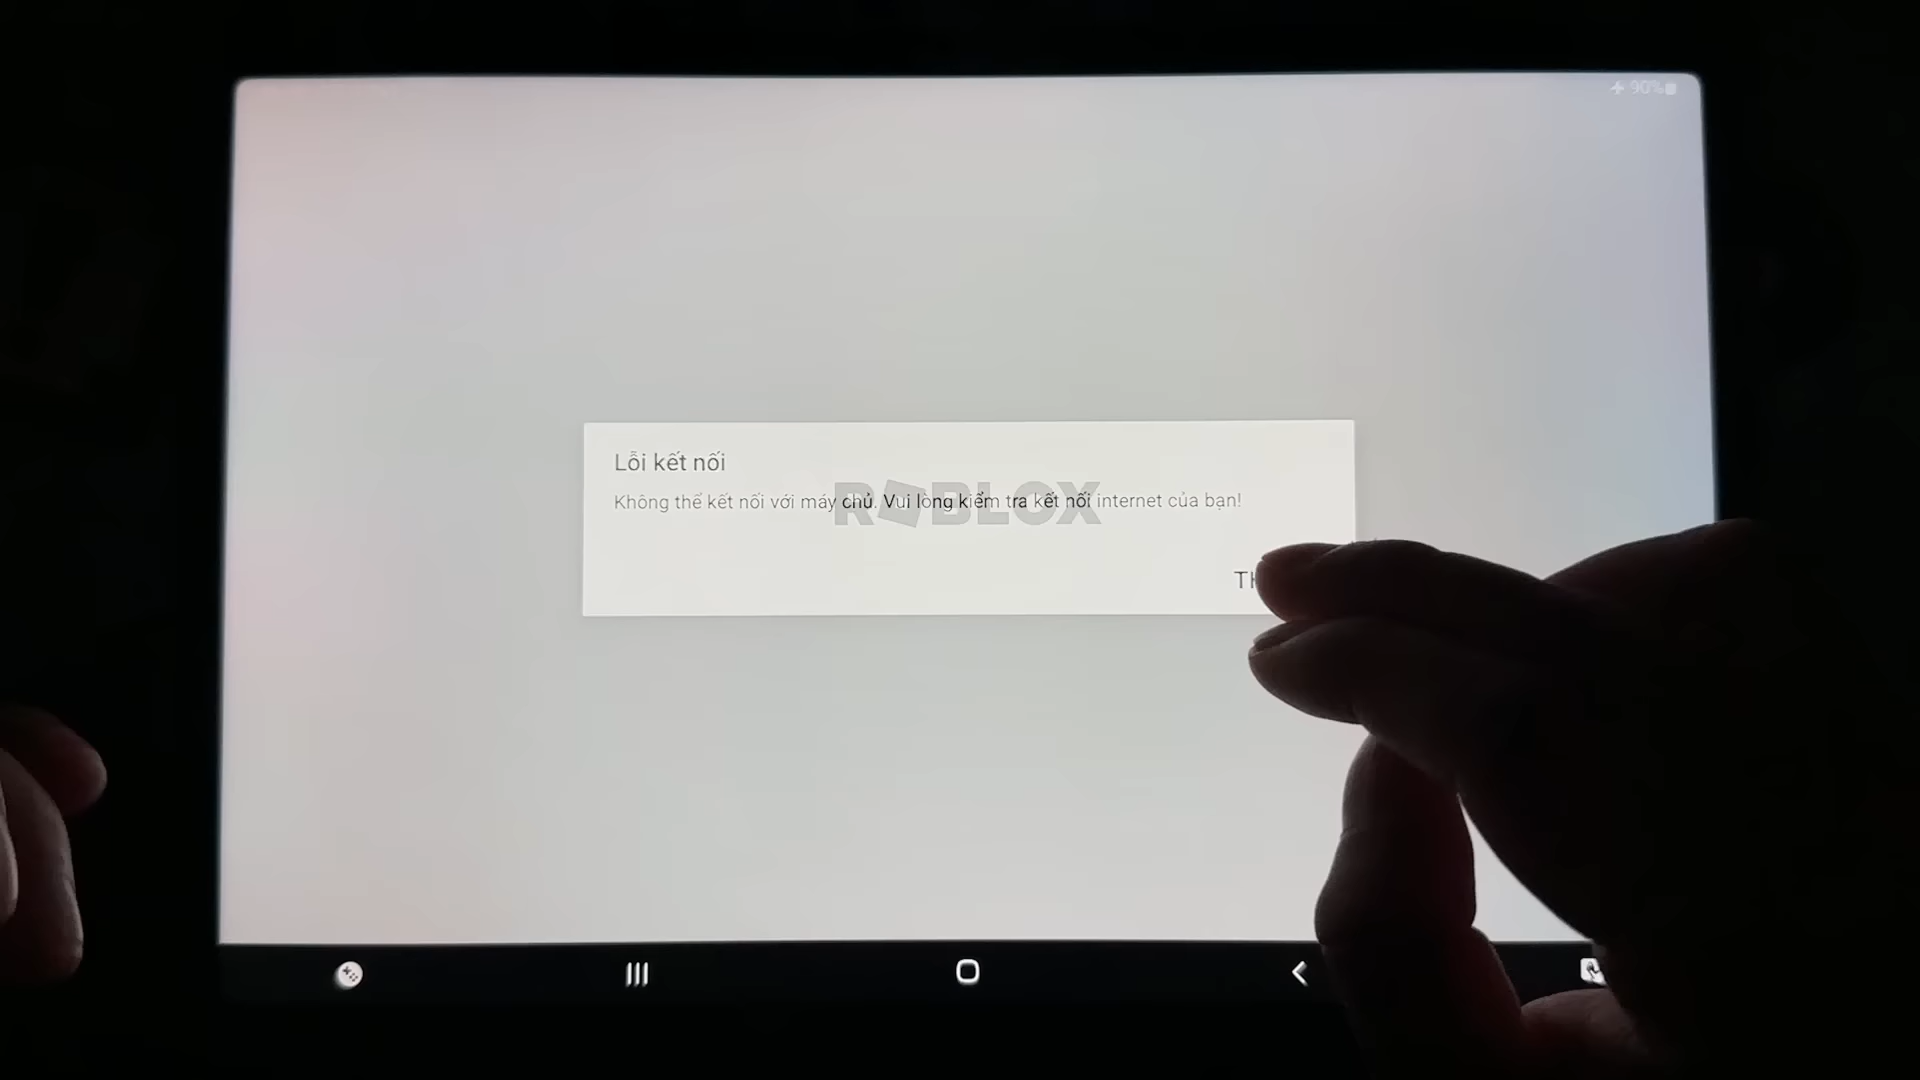 90%
Lỗi kết nối
Không thể kết nối với máy chủ. Vui lòng kiểm tra kết nối internet của bạn!
ROBLOX